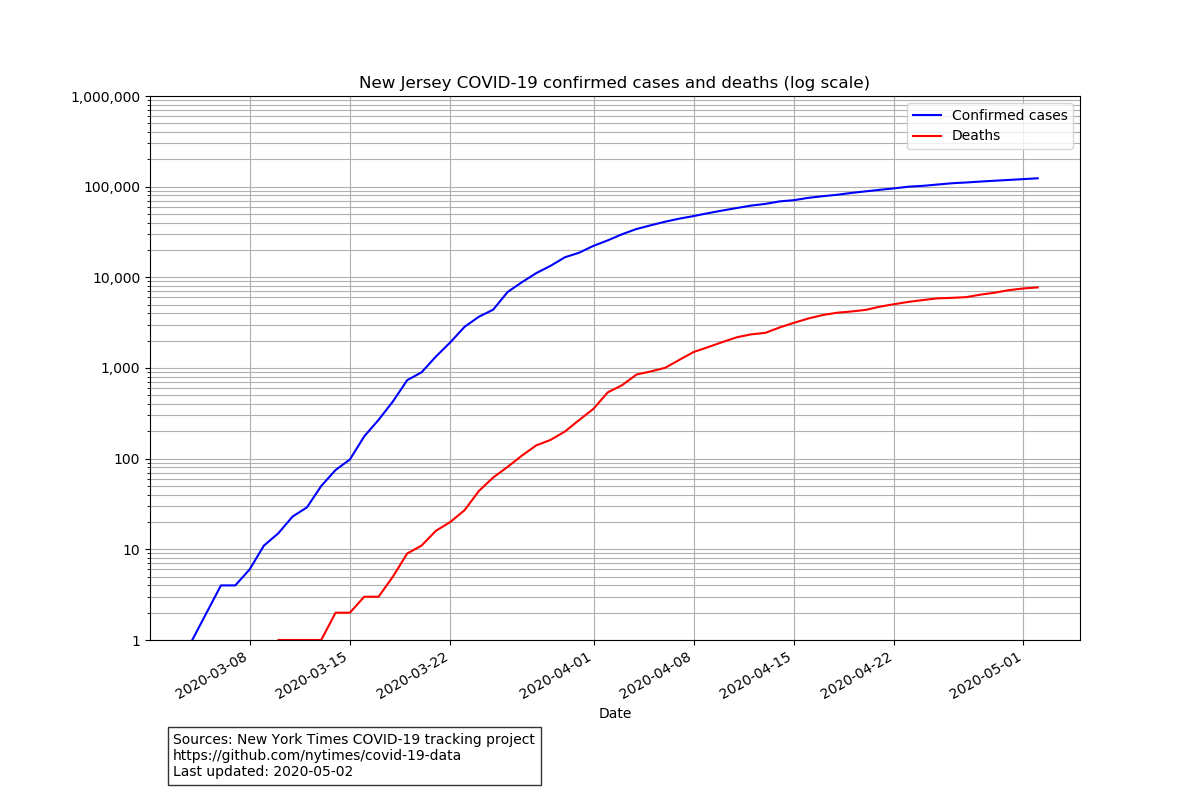 New Jersey COVID-19 confirmed cases and deaths (log scale)
1,000,000
100,000
10,000
1,000
100
10
1
Confirmed cases
Deaths
2020-03-08
2020-03-15
2020-03-22
2020-04-01
2020-04-08
2020-04-15
2020-04-22
2020-05-01
Date
Sources: New York Times COVID-19 tracking project
https://github.com/nytimes/covid-19-data
Last updated: 2020-05-02